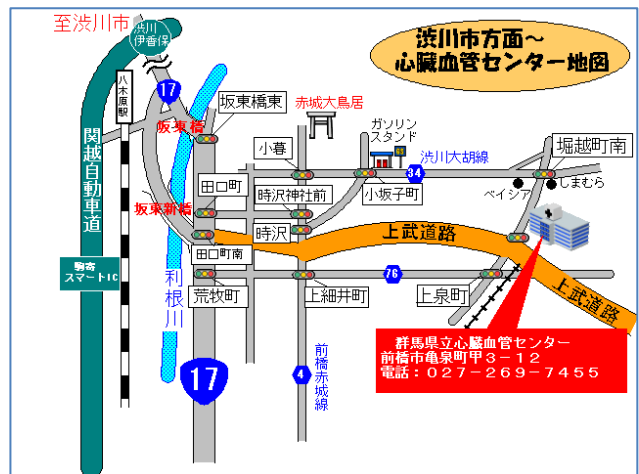 至渋川市
渋川
伊香保
渋川市方面～
心臓血管センター地図
17
八木原駅
坂東橋東
坂東橋
赤城大鳥居
ガソリン
スタンド
小暮
渋川大胡線
34
堀越町南
関越自動車道
田口町
時沢神社前
小坂子町
ベイシア
しまむら
坂東新橋
時沢
上武道路
田口町南
駒寄
スマートIC
利根川
荒牧町
上細井町
76
上泉町
上武道路
17
4
前橋赤城線
群馬県立心臓血管センター
前橋市亀泉町甲３－１２
電話：０２７－２６９－７４５５